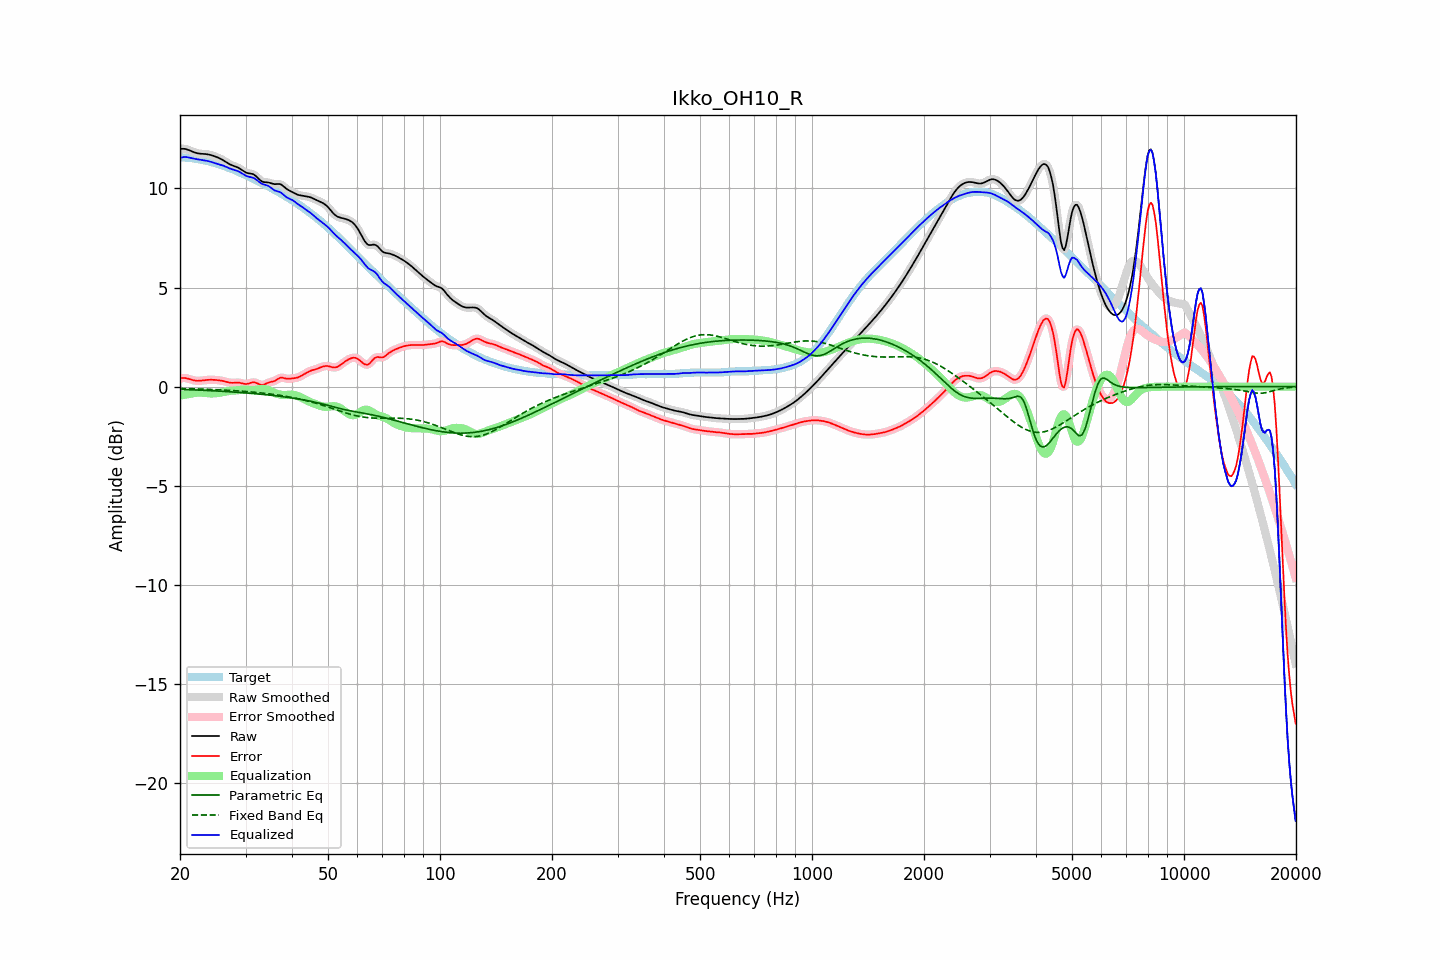 Ikko_OH10_R
Amplitude (dBr)
10
5
0
−5
−10
−15
−20
Target
Raw Smoothed
Error Smoothed
Raw
Error
Equalization
Parametric Eq
Fixed Band Eq
Equalized
20 50 100 200 500 1000 2000 5000 10000 20000
Frequency (Hz)